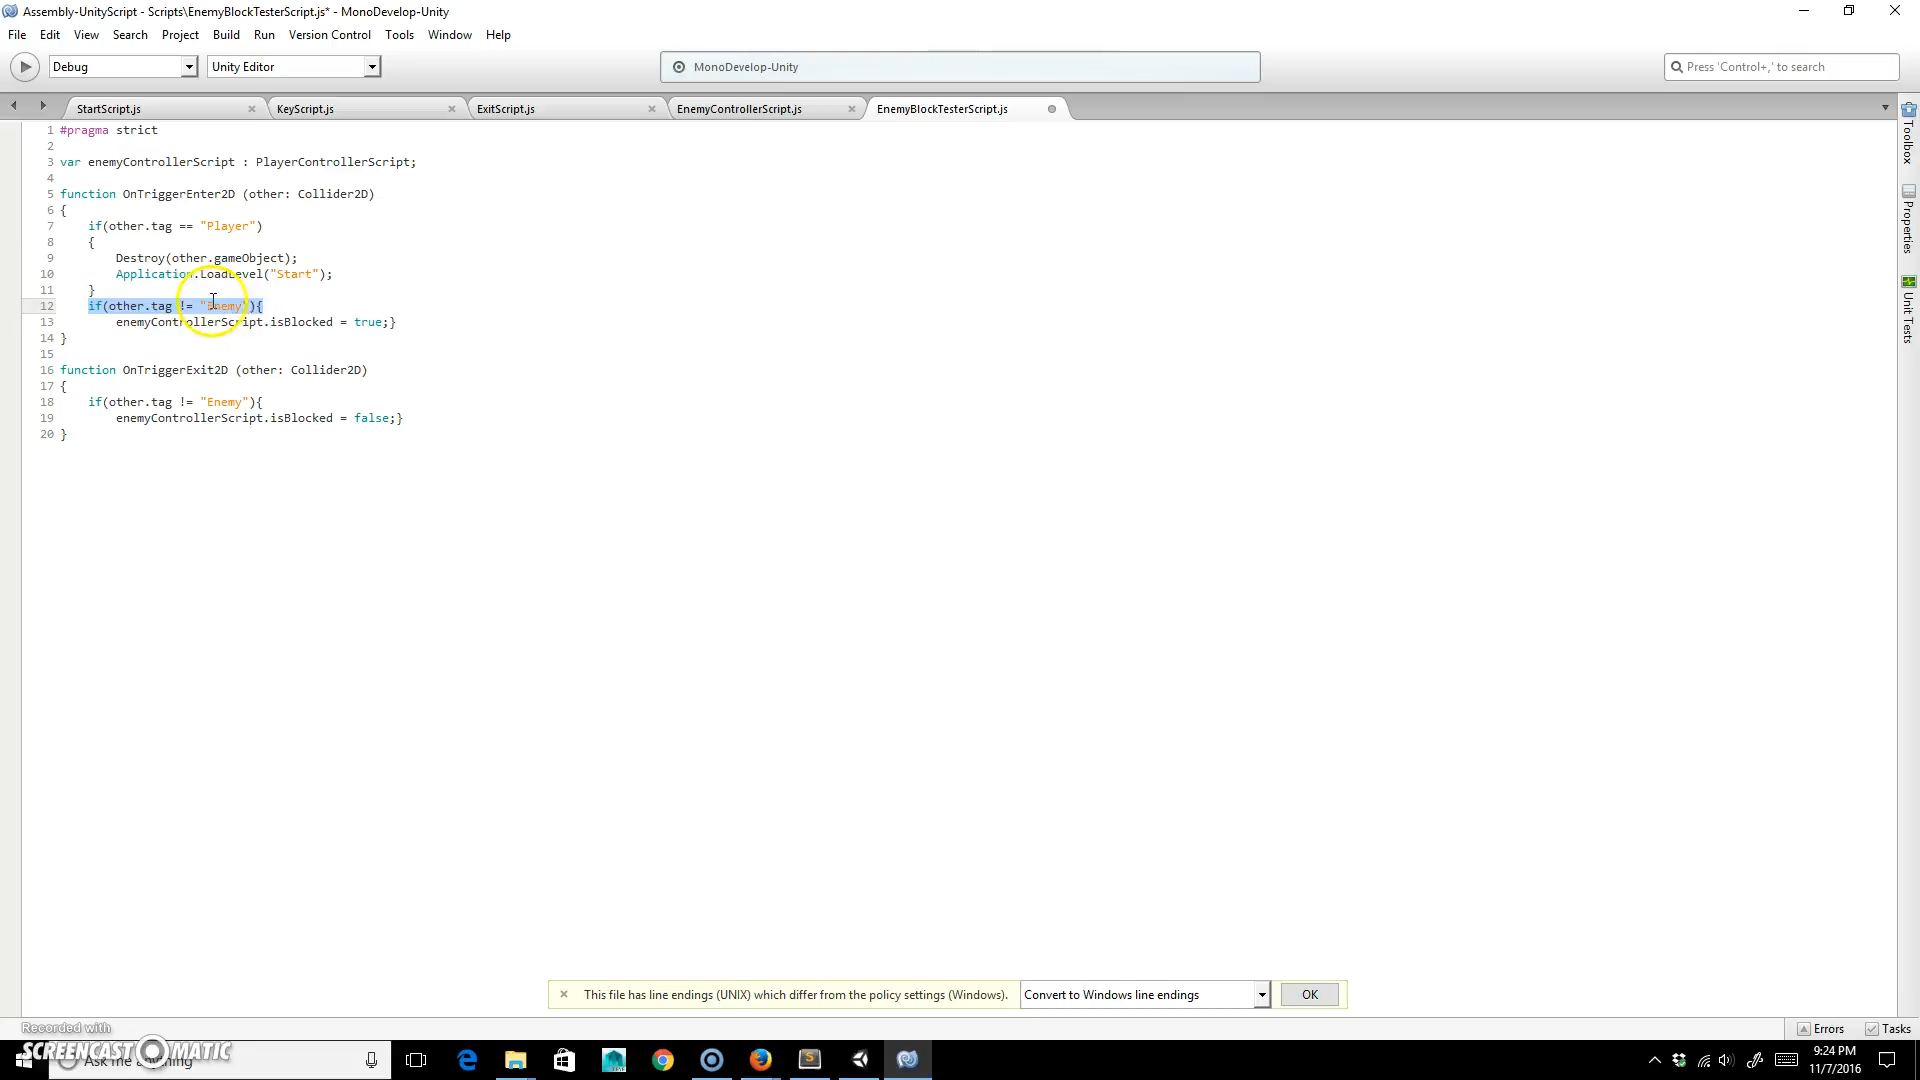 Assembly-UnityScript - Scripts\EnemyBlockTesterScript.js* - MonoDevelop-Unity
File Edit View Search Project Build Run Version Control Tools Window Help
Debug Unity Editor MonoDevelop-Unity Press 'Control+,' to search
StartScript.js KeyScript.js ExitScript.js EnemyControllerScript.js EnemyBlockTesterScript.js
1 #pragma strict
2
3 var enemyControllerScript : PlayerControllerScript;
4
5 function OnTriggerEnter2D (other: Collider2D)
6 {
7 if(other.tag == "Player")
8 {
9 Destroy(other.gameObject);
10 Application.LoadLevel("Start");
11 }
12 if(other.tag != "Enemy"){
13 enemyControllerScript.isBlocked = true;}
14 }
15
16 function OnTriggerExit2D (other: Collider2D)
17 {
18 if(other.tag != "Enemy"){
19 enemyControllerScript.isBlocked = false;}
20 }
Toolbox
Properties
Unit Tests
This file has line endings (UNIX) which differ from the policy settings (Windows). Convert to Windows line endings OK
Errors Tasks
Recorded with
SCREENCAST MATIC
Ask me anything
9:24 PM
11/7/2016